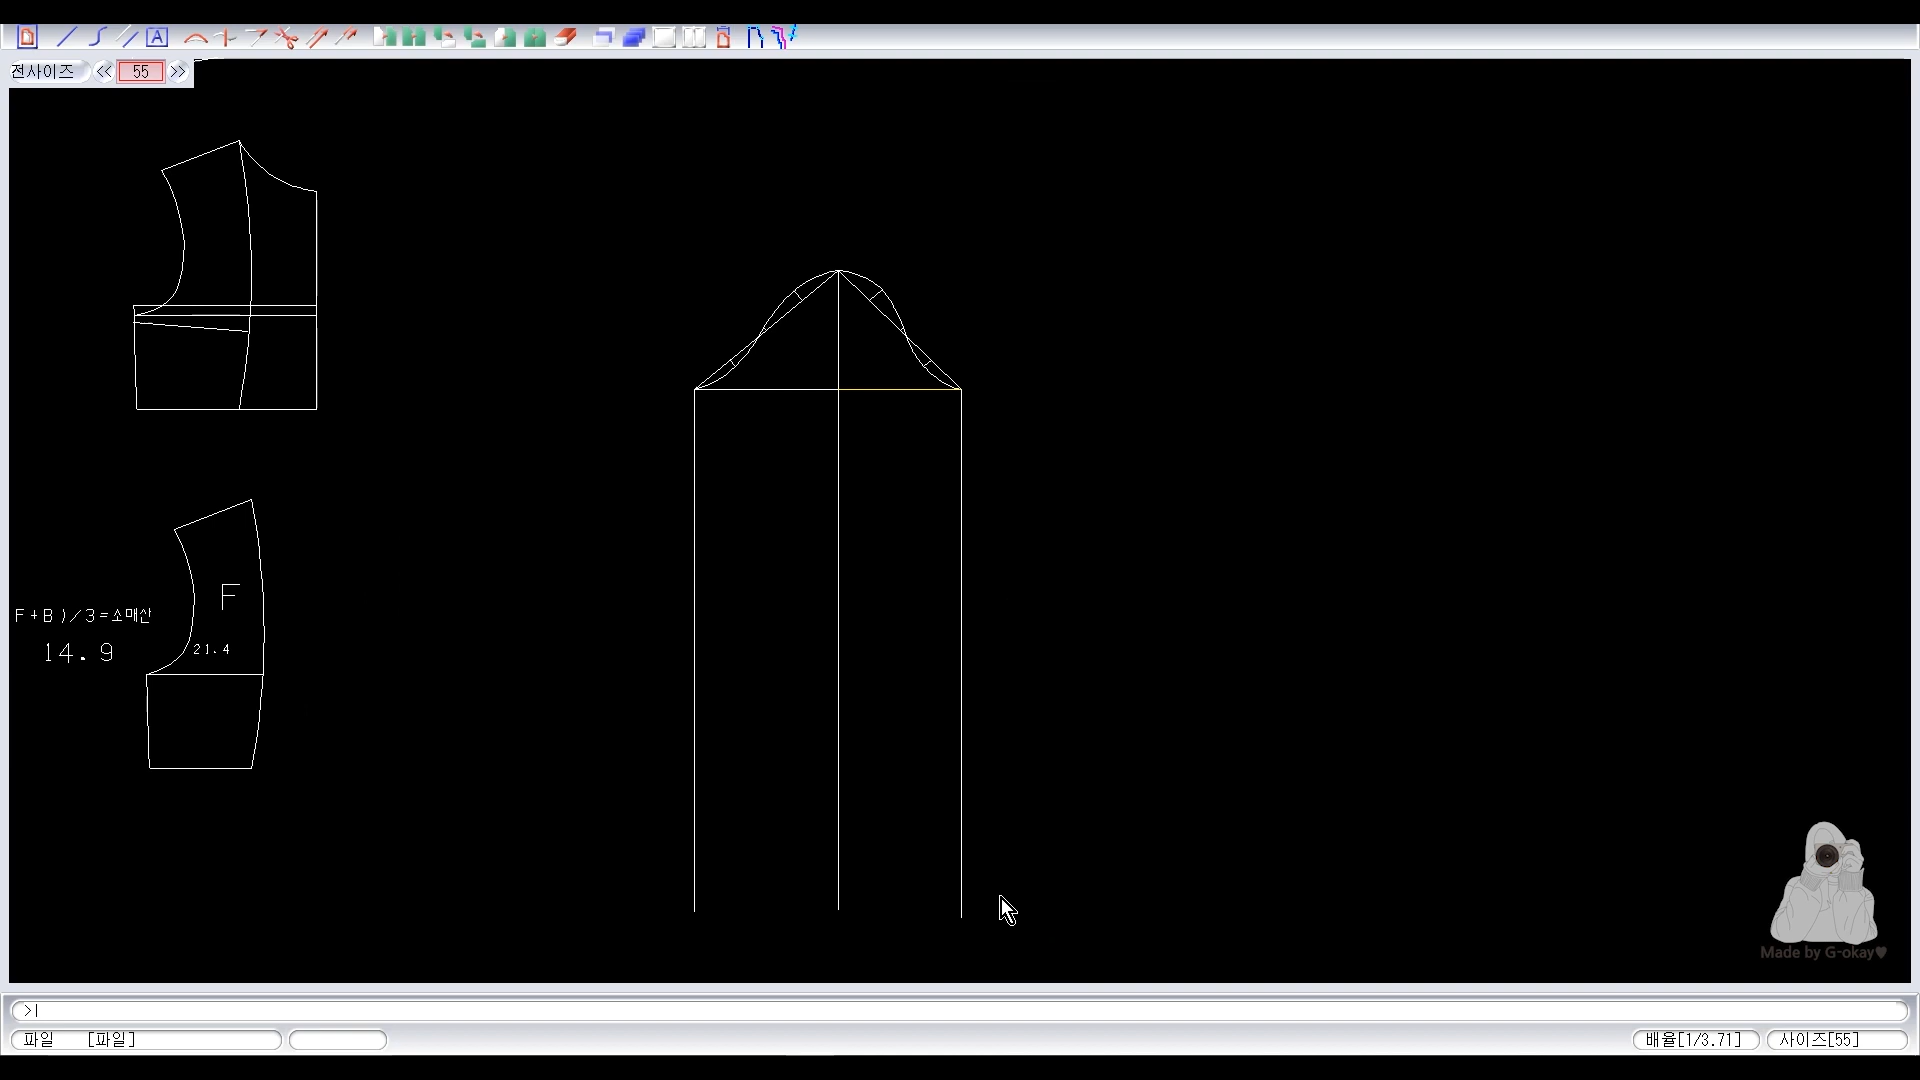 A
전사이즈 << 55 >>
F
F+B)/3=소매산
14.9
21.4
Made by G-okay♥
>
파일 [파일]
배율[1/3.71]
사이즈[55]